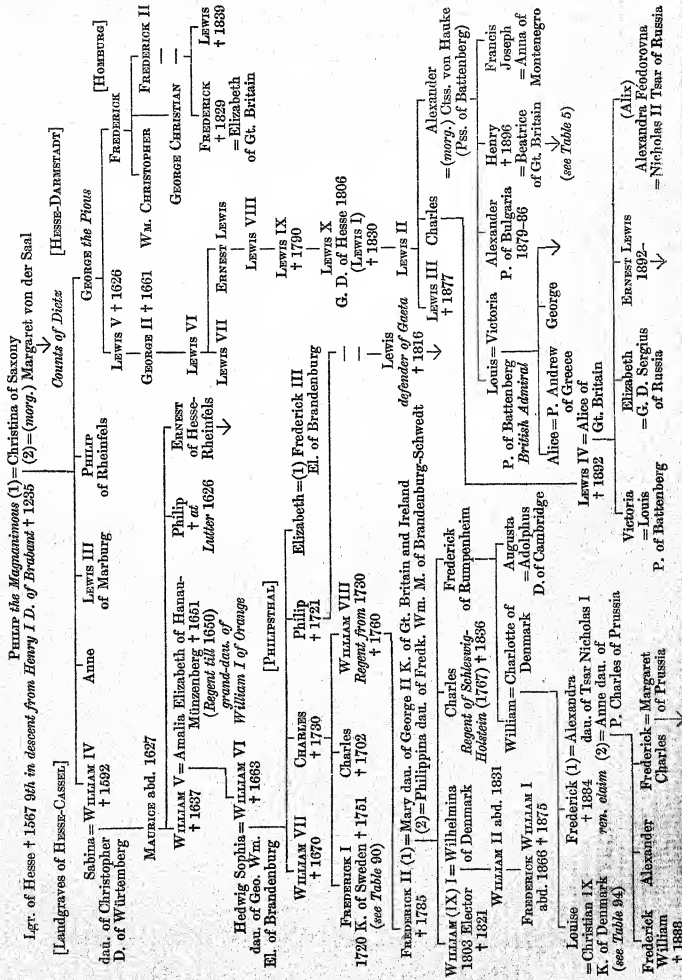 PHILIP the Magnanimous (1)=Christina of Saxony
Lgr. of Hesse † 1567 9th in descent from Henry I D. of Brabant † 1235 (2)=(morg.) Margaret von der Saal
[Landgraves of HESSE-CASSEL]
Counts of Dietz
[HESSE-DARMSTADT]
Sabina=WILLIAM IV
dau. of Christopher † 1592
D. of Würtemberg
Anne
LEWIS III
of Marburg
PHILIP
of Rheinfels
GEORGE the Pious
[HOMBURG]
MAURICE abd. 1627
LEWIS V † 1626
FREDERICK
WILLIAM V=Amalia Elizabeth of Hanau-
† 1637 Münzenberg † 1651
(Regent till 1650)
grand-dau. of
William I of Orange
Philip
† at
Lutter 1626
ERNEST
of Hesse-
Rheinfels
GEORGE II † 1661
WM. CHRISTOPHER
FREDERICK II
GEORGE CHRISTIAN
LEWIS VI
Hedwig Sophia=WILLIAM VI
dau. of Geo. Wm. † 1663
El. of Brandenburg
LEWIS VII
ERNEST LEWIS
FREDERICK
† 1829
=Elizabeth
of Gt. Britain
LEWIS
† 1839
[PHILIPSTHAL]
LEWIS VIII
WILLIAM VII
† 1670
CHARLES
† 1730
Philip
† 1721
Elizabeth=(1) Frederick III
El. of Brandenburg
LEWIS IX
† 1790
FREDERICK I
1720 K. of Sweden † 1751
(see Table 90)
Charles
† 1702
WILLIAM VIII
Regent from 1730
† 1760
LEWIS X
G. D. of Hesse 1806
(LEWIS I)
† 1830
Lewis
defender of Gaeta
† 1816
FREDERICK II (1)=Mary dau. of George II K. of Gt. Britain and Ireland
† 1785 (2)=Philippina dau. of Fredk. Wm. M. of Brandenburg-Schwedt
LEWIS II
WILLIAM (IX) I=Wilhelmina
1803 Elector of Denmark
† 1821
Charles
Regent of Schleswig-
Holstein (1767) † 1836
Frederick
of Rumpenheim
LEWIS III
† 1877
Charles
Alexander
=(morg.) Ctss. von Hauke
(Pss. of Battenberg)
WILLIAM II abd. 1831
William=Charlotte of
Denmark
Augusta
=Adolphus
D. of Cambridge
Louis=Victoria
P. of Battenberg
British Admiral
Alexander
P. of Bulgaria
1879-86
Henry
† 1896
=Beatrice
of Gt. Britain
(see Table 5)
Francis
Joseph
=Anna of
Montenegro
FREDERICK WILLIAM I
abd. 1866 † 1875
Alice=P. Andrew
of Greece
George
Louise
=Christian IX
K. of Denmark
(see Table 94)
Frederick (1)=Alexandra
† 1884 dau. of Tsar Nicholas I
ren. claim (2)=Anne dau. of
P. Charles of Prussia
LEWIS IV=Alice of
† 1892 Gt. Britain
Frederick
William
† 1888
Alexander
Frederick=Margaret
Charles of Prussia
Victoria
=Louis
P. of Battenberg
Elizabeth
=G. D. Sergius
of Russia
ERNEST LEWIS
1892-
(Alix)
Alexandra Feodorovna
=Nicholas II Tsar of Russia